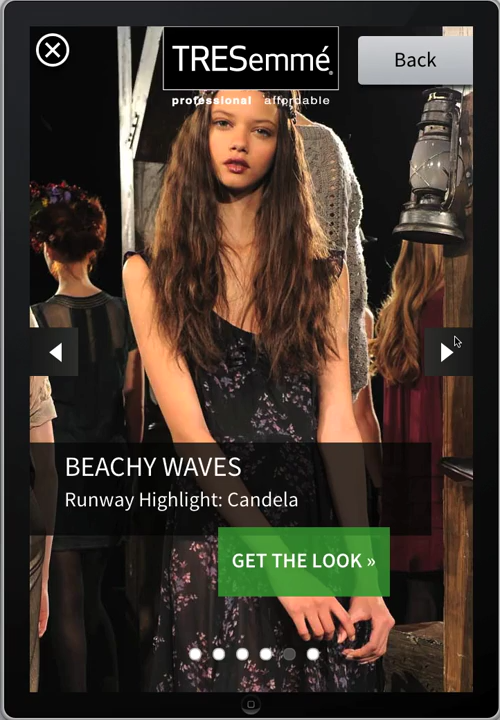 TRESemmé
Back
professional affordable
BEACHY WAVES
Runway Highlight: Candela
GET THE LOOK »